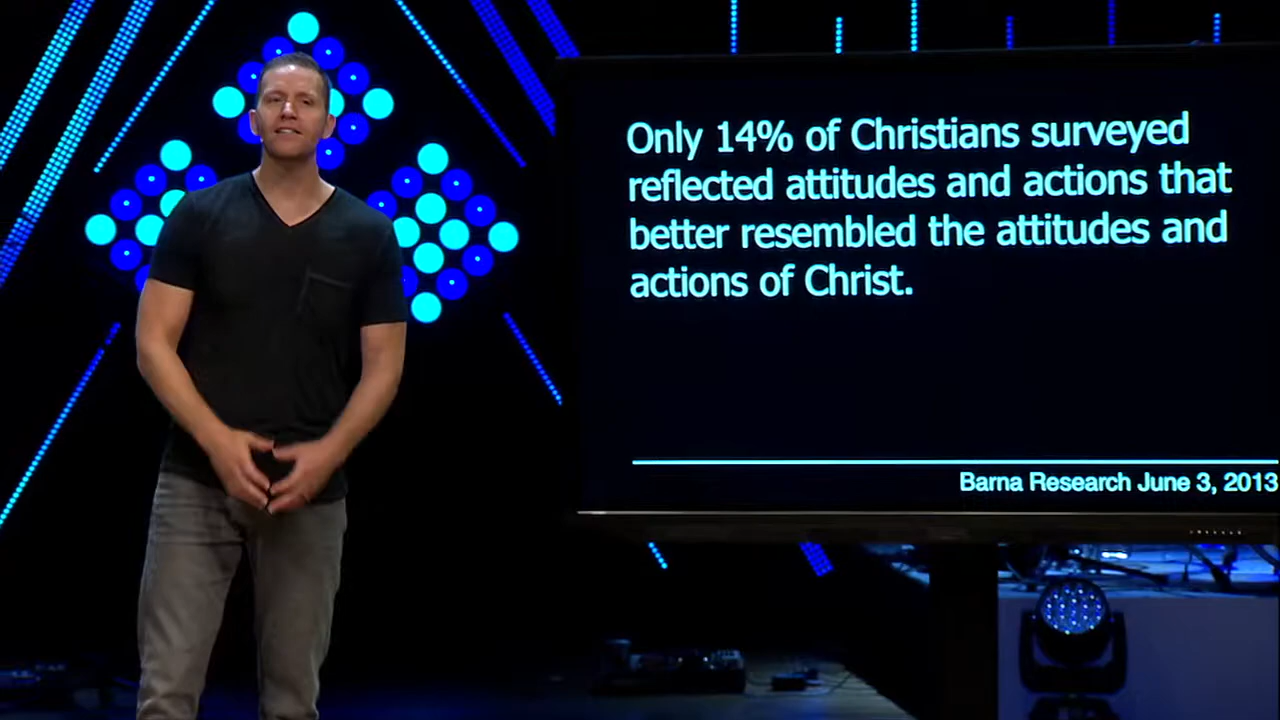 Only 14% of Christians surveyed
reflected attitudes and actions that
better resembled the attitudes and
actions of Christ.
Barna Research June 3, 2013